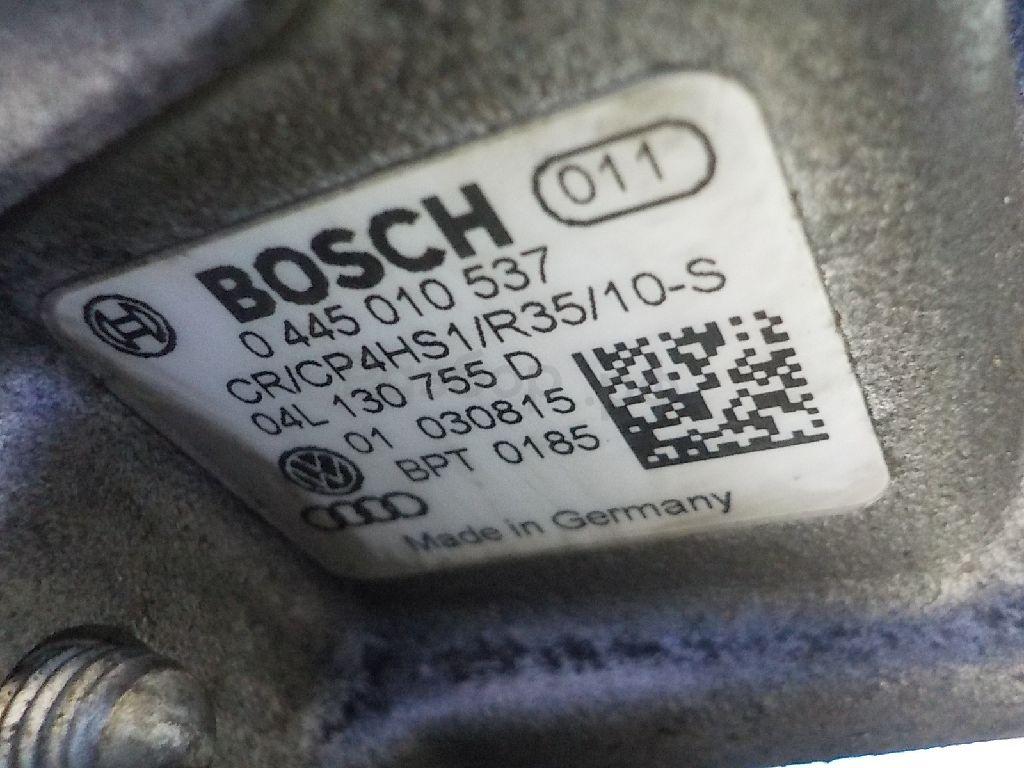 BOSCH 011
0 445 010 537
CR/CP4HS1/R35/10-S
04L 130 755 D
01 030815
BPT 0185
Made in Germany